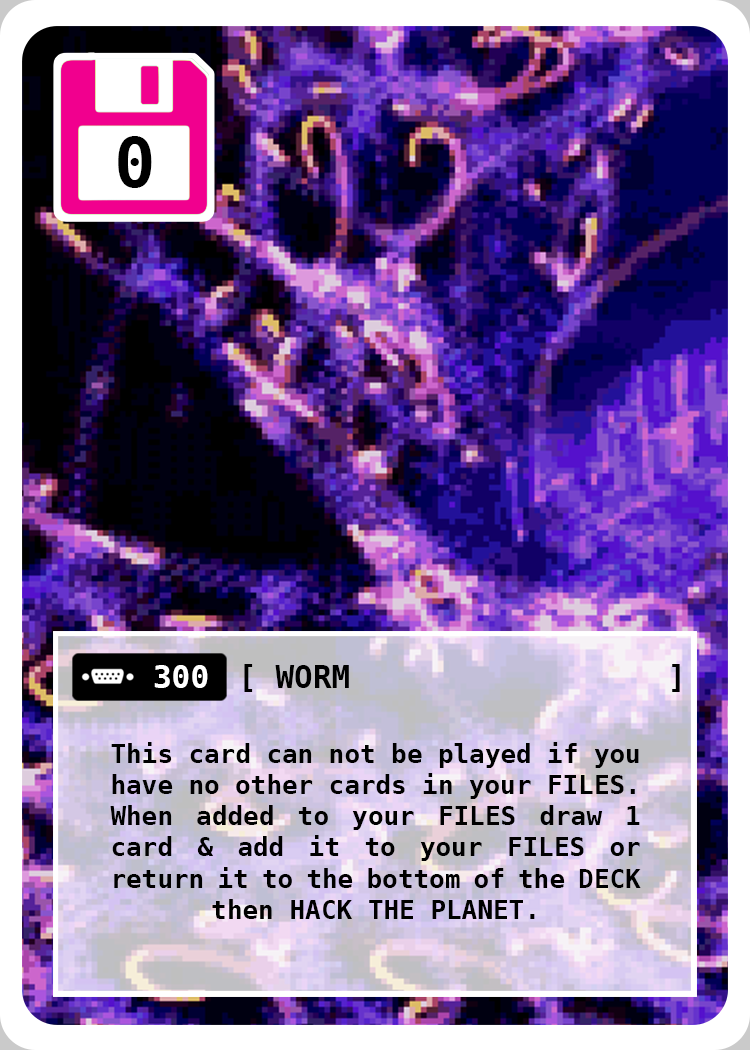 0
300 [ WORM ]
This card can not be played if you
have no other cards in your FILES.
When added to your FILES draw 1
card & add it to your FILES or
return it to the bottom of the DECK
then HACK THE PLANET.